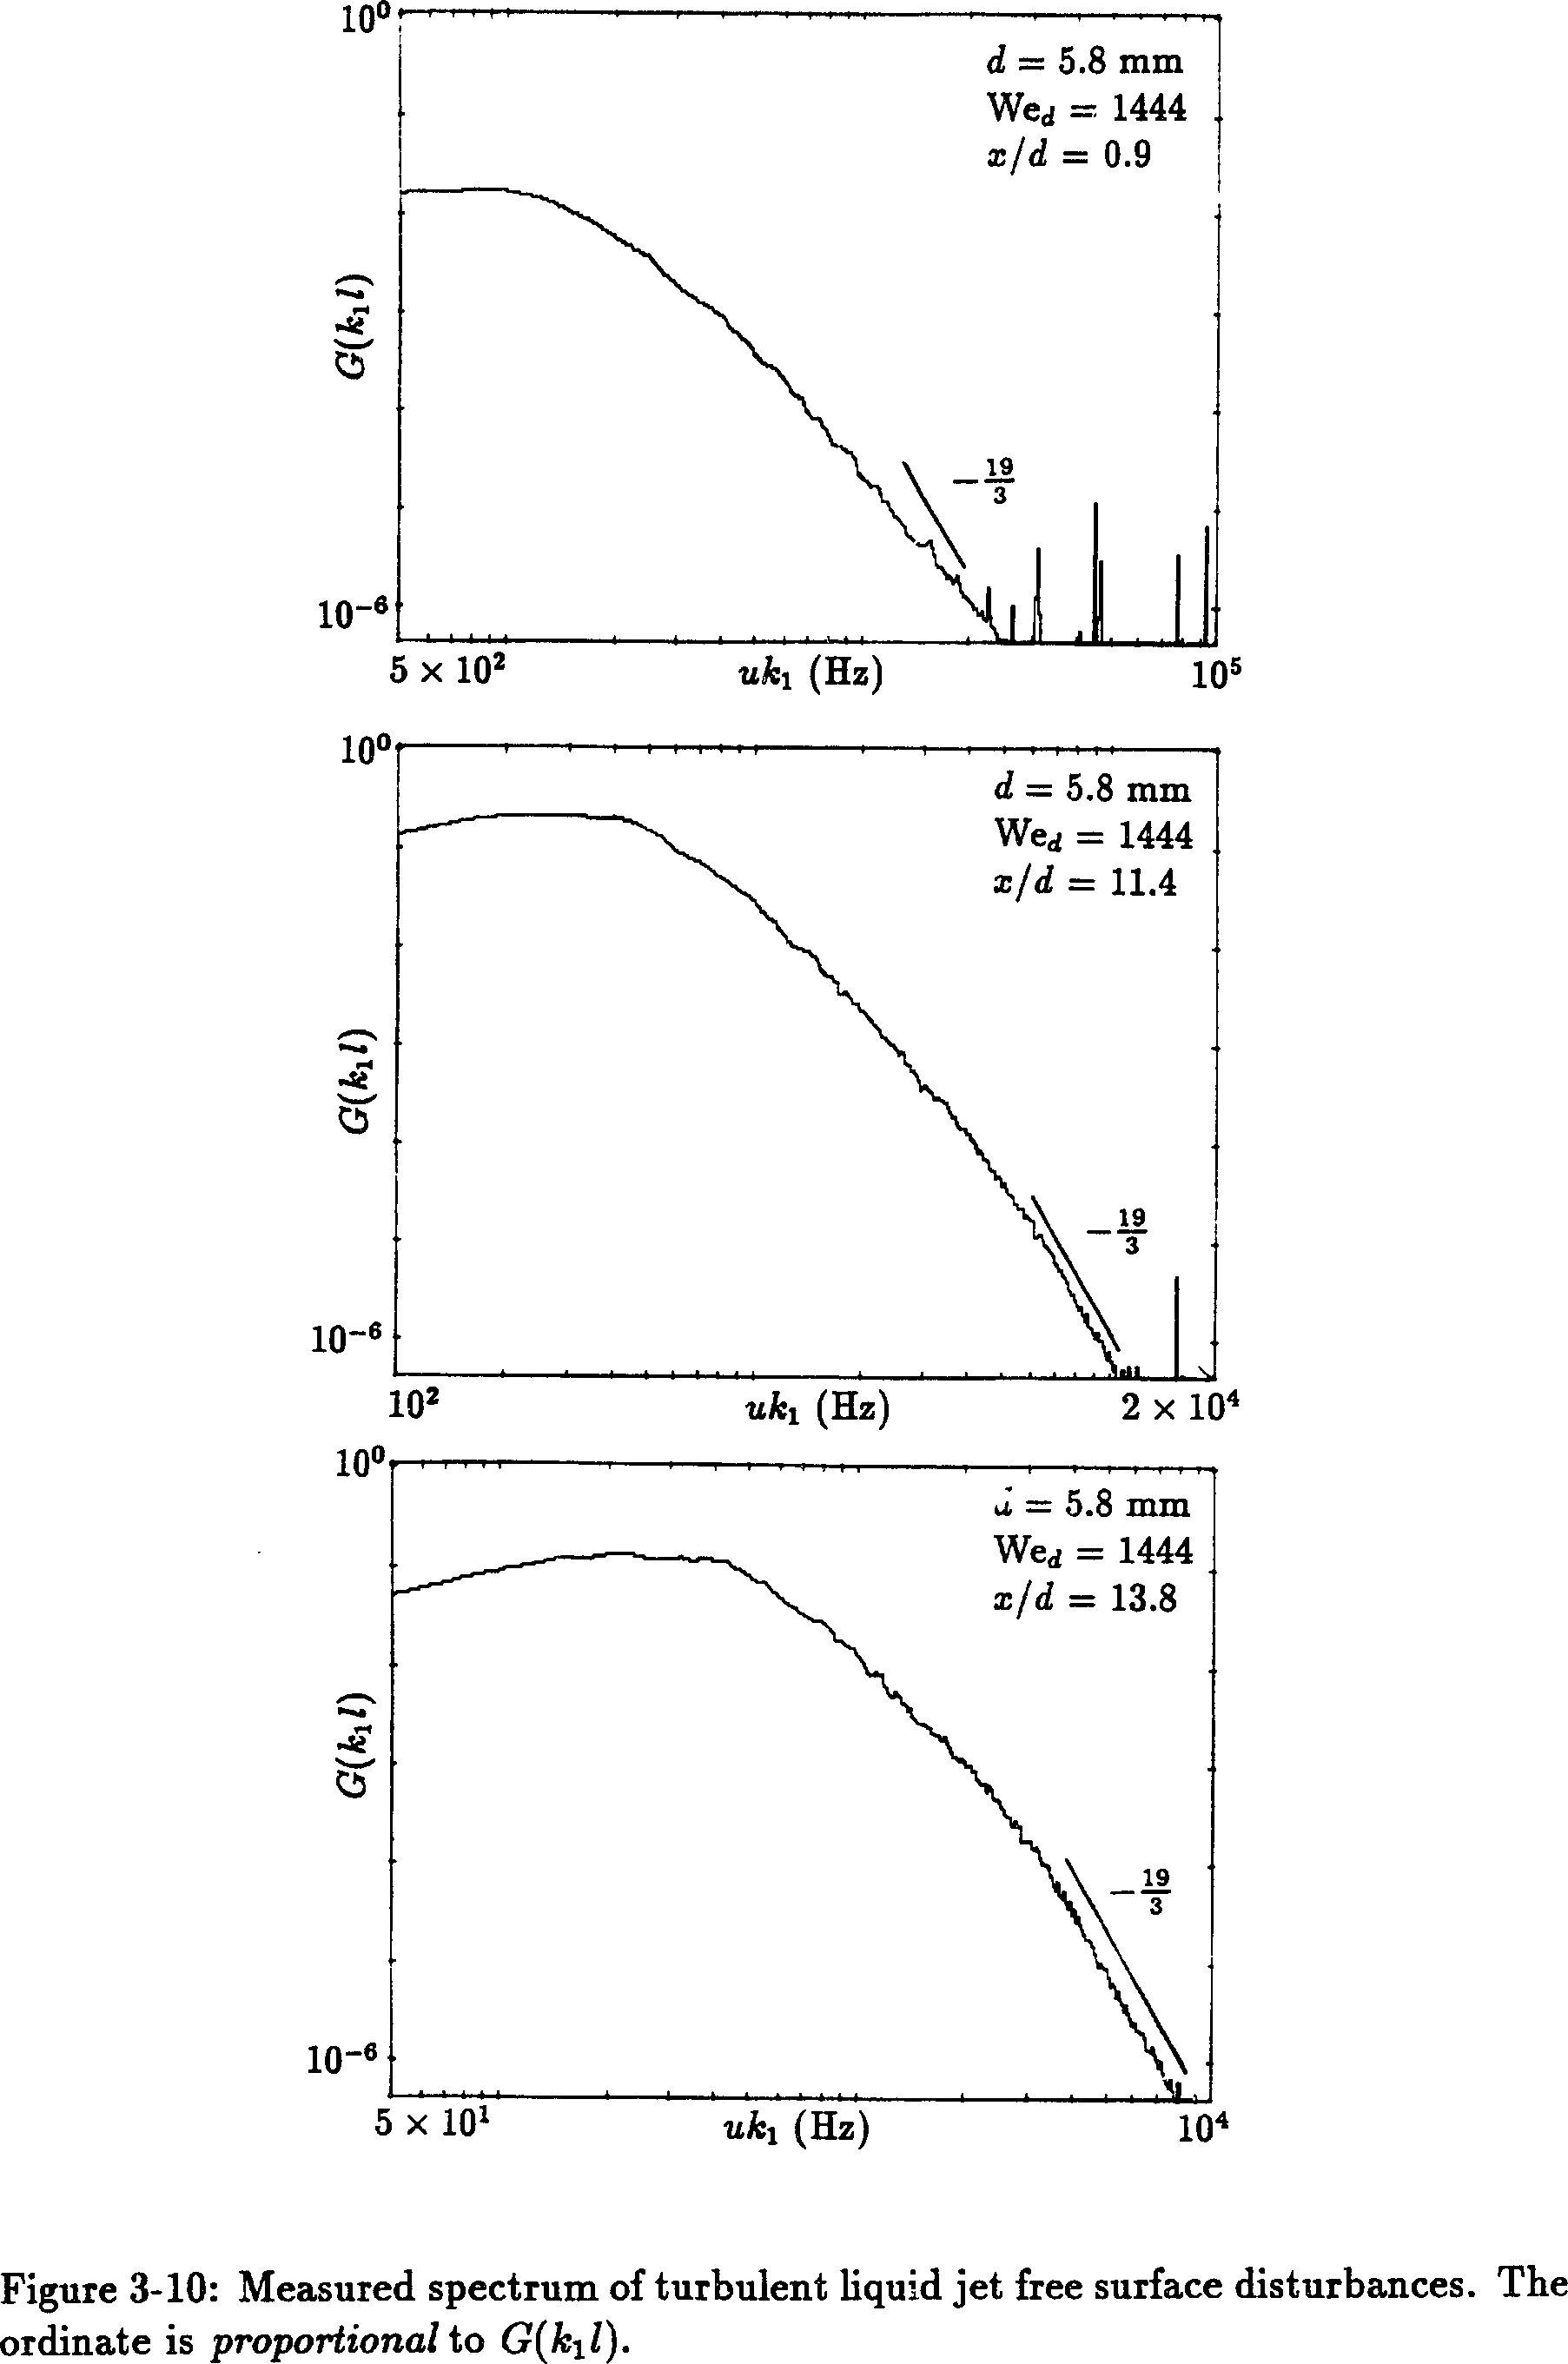 10⁰
d = 5.8 mm
We_d = 1444
x/d = 0.9
G(k₁l)
−19/3
10⁻⁶
5 × 10²
uk₁ (Hz)
10⁵
10⁰
d = 5.8 mm
We_d = 1444
x/d = 11.4
G(k₁l)
−19/3
10⁻⁶
10²
uk₁ (Hz)
2 × 10⁴
10⁰
d = 5.8 mm
We_d = 1444
x/d = 13.8
G(k₁l)
−19/3
10⁻⁶
5 × 10¹
uk₁ (Hz)
10⁴
Figure 3-10: Measured spectrum of turbulent liquid jet free surface disturbances. The
ordinate is proportional to G(k₁l).